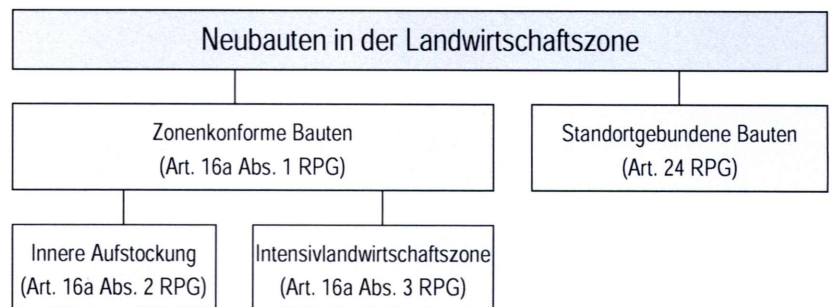 Neubauten in der Landwirtschaftszone
Zonenkonforme Bauten
(Art. 16a Abs. 1 RPG)
Standortgebundene Bauten
(Art. 24 RPG)
Innere Aufstockung
(Art. 16a Abs. 2 RPG)
Intensivlandwirtschaftszone
(Art. 16a Abs. 3 RPG)